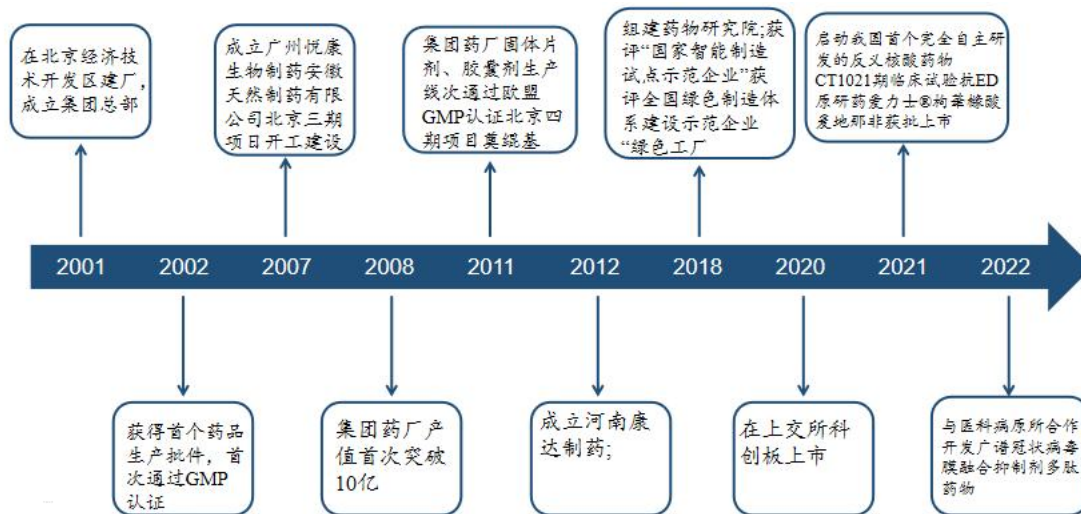 在北京经济技
术开发区建厂，
成立集团总部
成立广州悦康
生物制药安徽
天然制药有限
公司北京三期
项日开工建设
集团药厂固体片
剂、胶囊剂生产
线次通过欧盟
GMP认证北京四
期项目奠缇基
组建药物研究院;获
评“国家智能制造
试点示范企业”获
评全国绿色制造体
系建设示范企业
“绿色工厂
启动我国首个完全自主研
发的反义核酸药物
CT1021期临床试验抗ED
原研药爱力士®枸菙橼酸
爱地那非获批上市
2001
2002
2007
2008
2011
2012
2018
2020
2021
2022
获得首个药品
生产批件，首
次通过GMP
认证
集团药厂产
值首次突破
10亿
成立河南康
达制药;
在上交所科
创板上市
与医科病原所合作
开发广谱冠状病毒
膜融合抑制剂多肽
药物